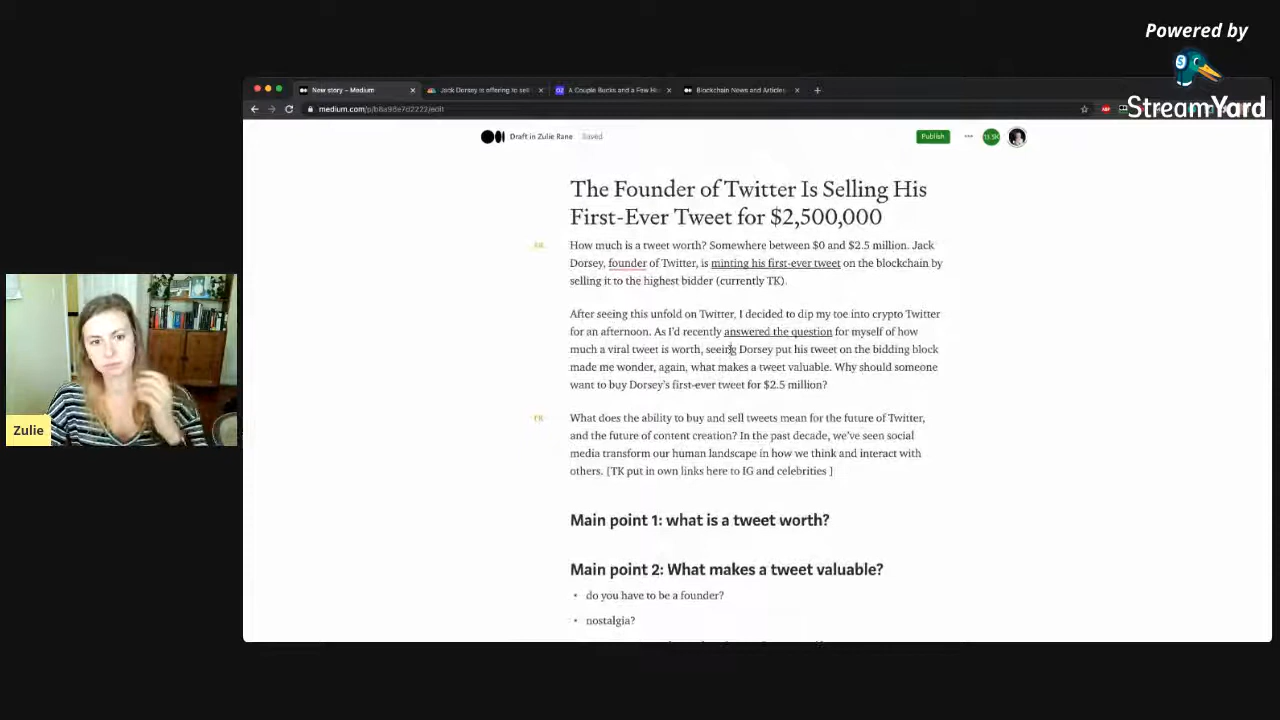 Powered by
StreamYard
New story – Medium
Jack Dorsey is offering to sell
A Couple Bucks and a Few Ho
Blockchain News and Articles
medium.com/p/b8a98e7d2222/edit
Draft in Zulie Rane
Saved
Publish
The Founder of Twitter Is Selling His
First-Ever Tweet for $2,500,000
How much is a tweet worth? Somewhere between $0 and $2.5 million. Jack
Dorsey, founder of Twitter, is minting his first-ever tweet on the blockchain by
selling it to the highest bidder (currently TK).
After seeing this unfold on Twitter, I decided to dip my toe into crypto Twitter
for an afternoon. As I'd recently answered the question for myself of how
much a viral tweet is worth, seeing Dorsey put his tweet on the bidding block
made me wonder, again, what makes a tweet valuable. Why should someone
want to buy Dorsey's first-ever tweet for $2.5 million?
TK
What does the ability to buy and sell tweets mean for the future of Twitter,
and the future of content creation? In the past decade, we've seen social
media transform our human landscape in how we think and interact with
others. [TK put in own links here to IG and celebrities ]
Main point 1: what is a tweet worth?
Main point 2: What makes a tweet valuable?
• do you have to be a founder?
• nostalgia?
Zulie